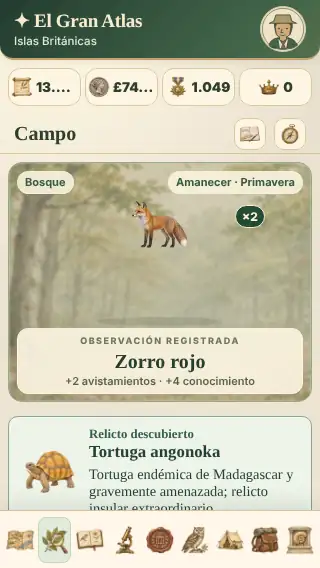 ✦ El Gran Atlas
Islas Británicas
13.... £74... 1.049 0
Campo
Bosque Amanecer · Primavera
×2
OBSERVACIÓN REGISTRADA
Zorro rojo
+2 avistamientos · +4 conocimiento
Relicto descubierto
Tortuga angonoka
Tortuga endémica de Madagascar y
gravemente amenazada; relicto
insular extraordinario